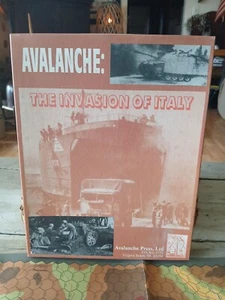 AVALANCHE:
THE INVASION OF ITALY
Avalanche Press, Ltd